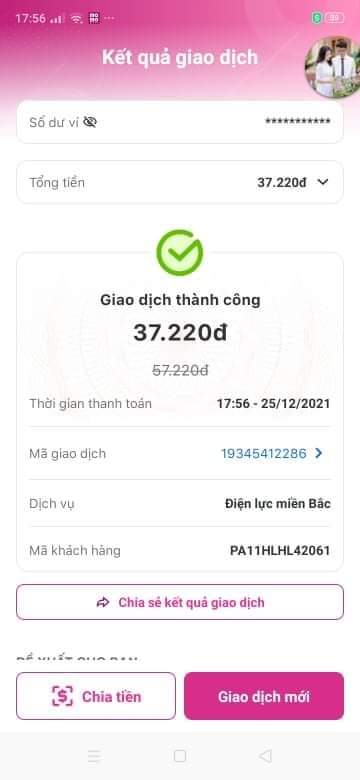 17:56
Kết quả giao dịch
Số dư ví ***********
Tổng tiền 37.220đ
Giao dịch thành công
37.220đ
57.220đ
Thời gian thanh toán 17:56 - 25/12/2021
Mã giao dịch 19345412286
Dịch vụ Điện lực miền Bắc
Mã khách hàng PA11HLHL42061
Chia sẻ kết quả giao dịch
Chia tiền Giao dịch mới